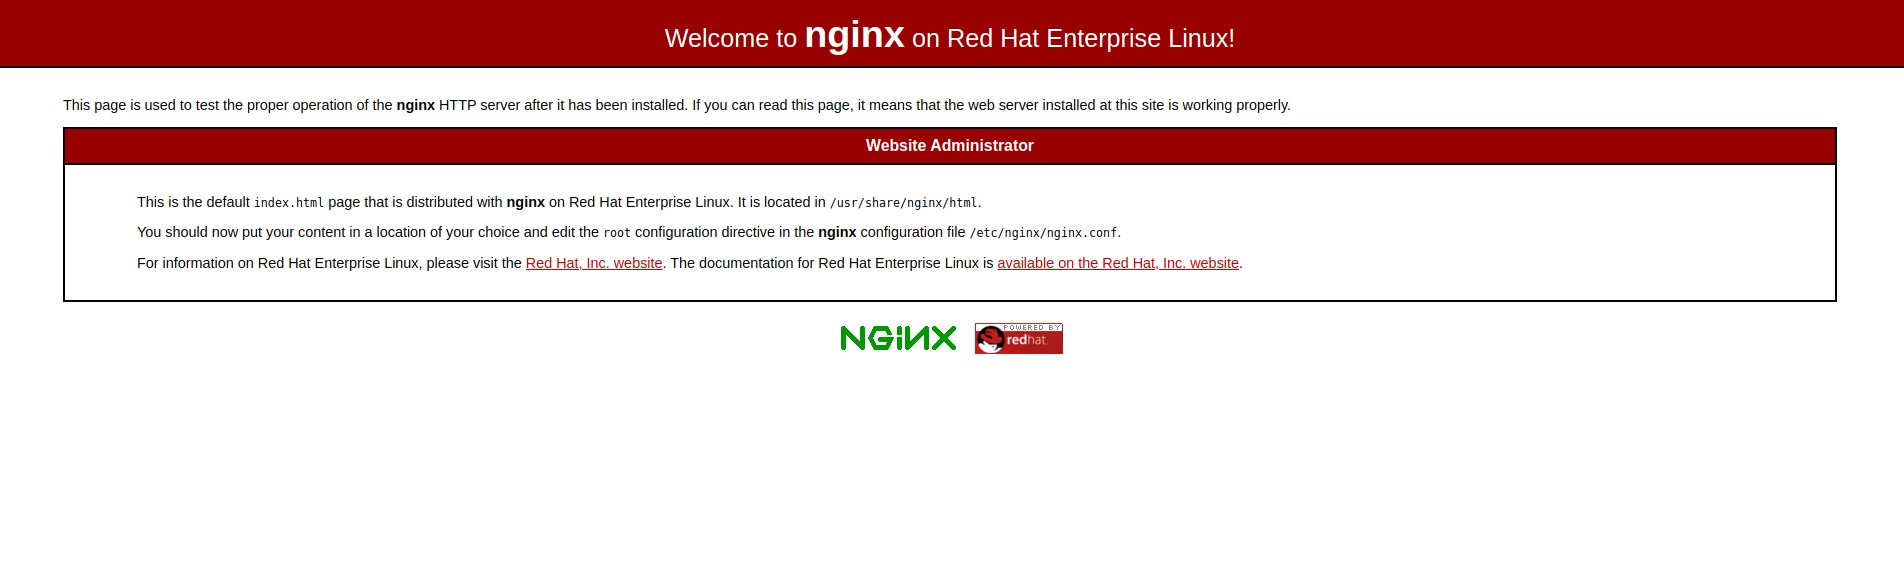 Welcome to nginx on Red Hat Enterprise Linux!
This page is used to test the proper operation of the nginx HTTP server after it has been installed. If you can read this page, it means that the web server installed at this site is working properly.
Website Administrator
This is the default index.html page that is distributed with nginx on Red Hat Enterprise Linux. It is located in /usr/share/nginx/html.
You should now put your content in a location of your choice and edit the root configuration directive in the nginx configuration file /etc/nginx/nginx.conf.
For information on Red Hat Enterprise Linux, please visit the Red Hat, Inc. website. The documentation for Red Hat Enterprise Linux is available on the Red Hat, Inc. website.
NGiNX
POWERED BY
redhat.